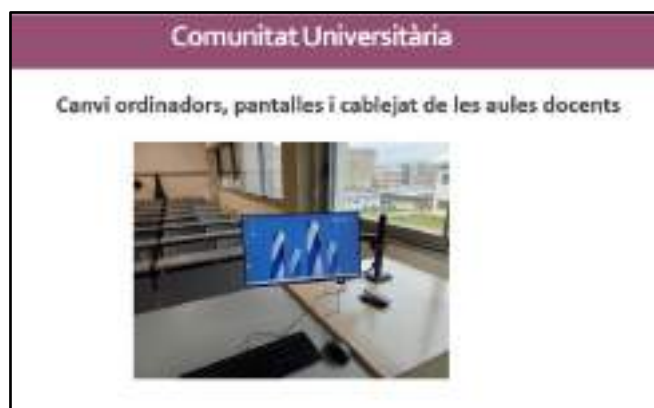 Comunitat Universitària
Canvi ordinadors, pantalles i cablejat de les aules docents